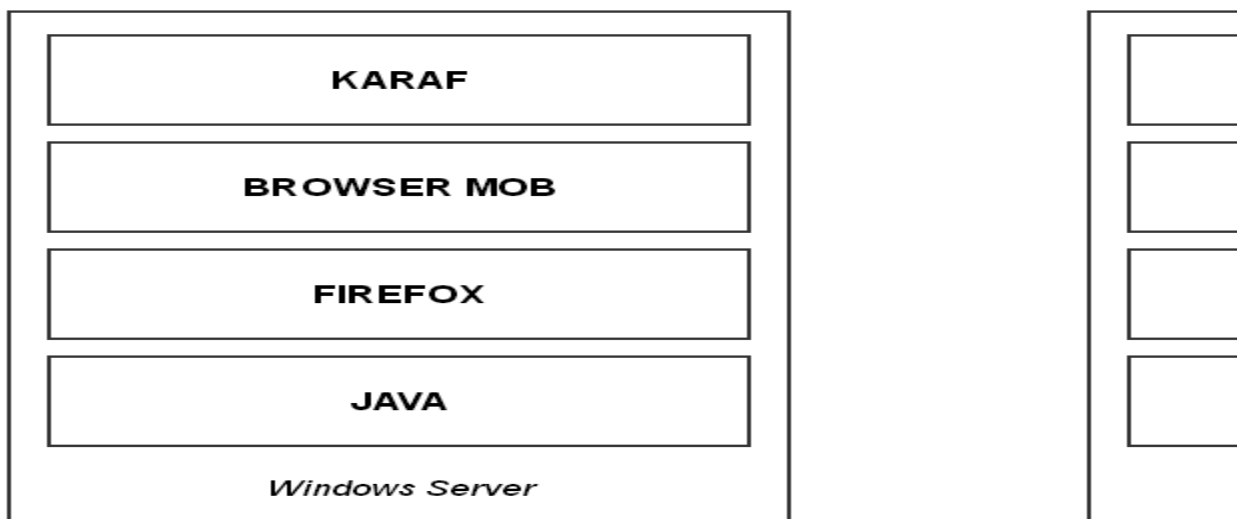 KARAF
BROWSER MOB
FIREFOX
JAVA
Windows Server